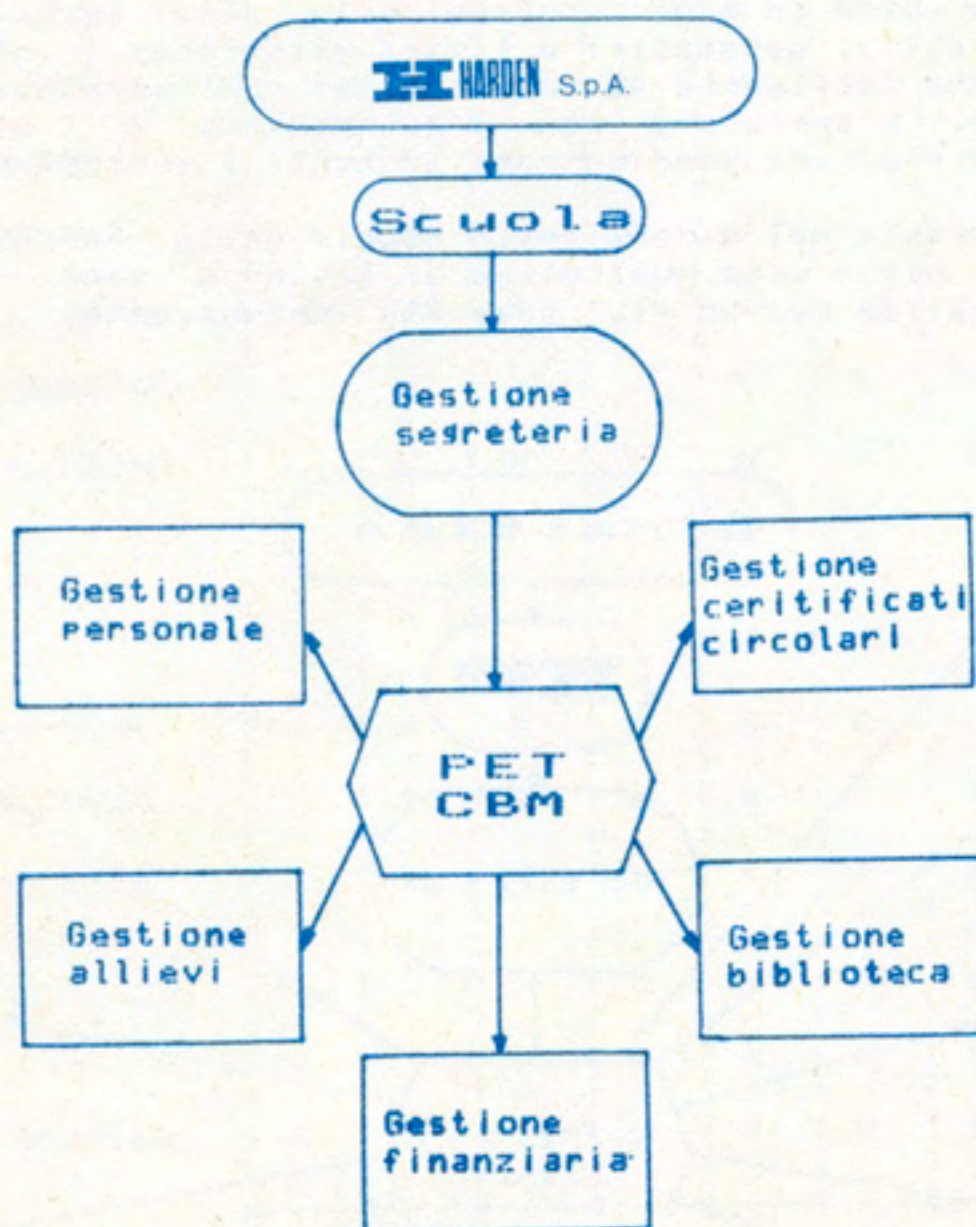 HARDEN S.p.A.
Scuola
Gestione
segreteria
Gestione
personale
Gestione
ceritificati
circolari
PET
CBM
Gestione
allievi
Gestione
biblioteca
Gestione
finanziaria